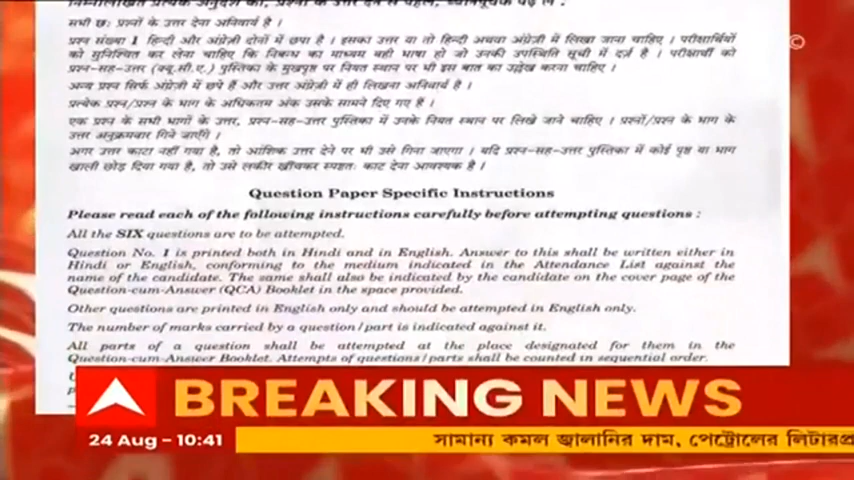 सभी छः प्रश्नों के उत्तर देना अनिवार्य है ।
प्रश्न संख्या 1 हिन्दी और अंग्रेज़ी दोनों में छपा है । इसका उत्तर या तो हिन्दी अथवा अंग्रेज़ी में लिखा जाना चाहिए । परीक्षार्थियों
को सुनिश्चित कर लेना चाहिए कि निबन्ध का माध्यम वही भाषा हो जो उनकी उपस्थिति सूची में दर्ज है । परीक्षार्थी को
प्रश्न-सह-उत्तर (क्यू.सी.ए.) पुस्तिका के मुखपृष्ठ पर नियत स्थान पर भी इस बात का उल्लेख करना चाहिए ।
अन्य प्रश्न सिर्फ अंग्रेज़ी में छपे हैं और उत्तर अंग्रेज़ी में ही लिखना अनिवार्य है ।
प्रत्येक प्रश्न/प्रश्न के भाग के अधिकतम अंक उसके सामने दिए गए हैं ।
एक प्रश्न के सभी भागों के उत्तर, प्रश्न-सह-उत्तर पुस्तिका में उनके नियत स्थान पर लिखे जाने चाहिए । प्रश्नों/प्रश्न के भाग के
उत्तर अनुक्रमवार गिने जाएँगे ।
अगर उत्तर काटा नहीं गया है, तो आंशिक उत्तर देने पर भी उसे गिना जाएगा । यदि प्रश्न-सह-उत्तर पुस्तिका में कोई पृष्ठ या भाग
खाली छोड़ दिया गया है, तो उसे लकीर खींचकर स्पष्टतः काट देना आवश्यक है ।
Question Paper Specific Instructions
Please read each of the following instructions carefully before attempting questions :
All the SIX questions are to be attempted.
Question No. 1 is printed both in Hindi and in English. Answer to this shall be written either in
Hindi or English, conforming to the medium indicated in the Attendance List against the
name of the candidate. The same shall also be indicated by the candidate on the cover page of the
Question-cum-Answer (QCA) Booklet in the space provided.
Other questions are printed in English only and should be attempted in English only.
The number of marks carried by a question/part is indicated against it.
All parts of a question shall be attempted at the place designated for them in the
Question-cum-Answer Booklet. Attempts of questions/parts shall be counted in sequential order.
BREAKING NEWS
24 Aug - 10:41
সামান্য কমল জ্বালানির দাম, পেট্রোলের লিটারপ্র